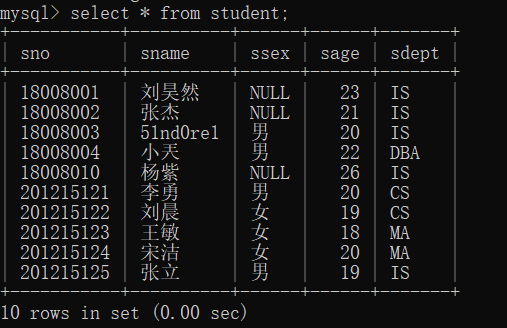 mysql> select * from student;
+-----------+----------+------+------+-------+
| sno | sname | ssex | sage | sdept |
+-----------+----------+------+------+-------+
| 18008001 | 刘昊然 | NULL | 23 | IS |
| 18008002 | 张杰 | NULL | 21 | IS |
| 18008003 | 51nd0re1 | 男 | 20 | IS |
| 18008004 | 小天 | 男 | 22 | DBA |
| 18008010 | 杨紫 | NULL | 26 | IS |
| 201215121 | 李勇 | 男 | 20 | CS |
| 201215122 | 刘晨 | 女 | 19 | CS |
| 201215123 | 王敏 | 女 | 18 | MA |
| 201215124 | 宋洁 | 女 | 20 | MA |
| 201215125 | 张立 | 男 | 19 | IS |
+-----------+----------+------+------+-------+
10 rows in set (0.00 sec)